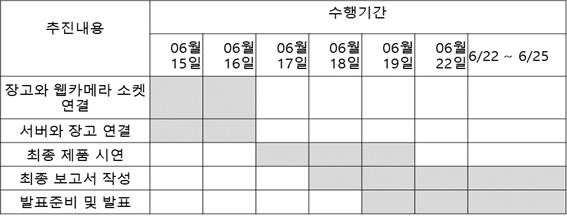 추진내용
수행기간
06월 06월 06월 06월 06월 06월 6/22 ~ 6/25
15일 16일 17일 18일 19일 22일
장고와 웹카메라 소켓
연결
서버와 장고 연결
최종 제품 시연
최종 보고서 작성
발표준비 및 발표